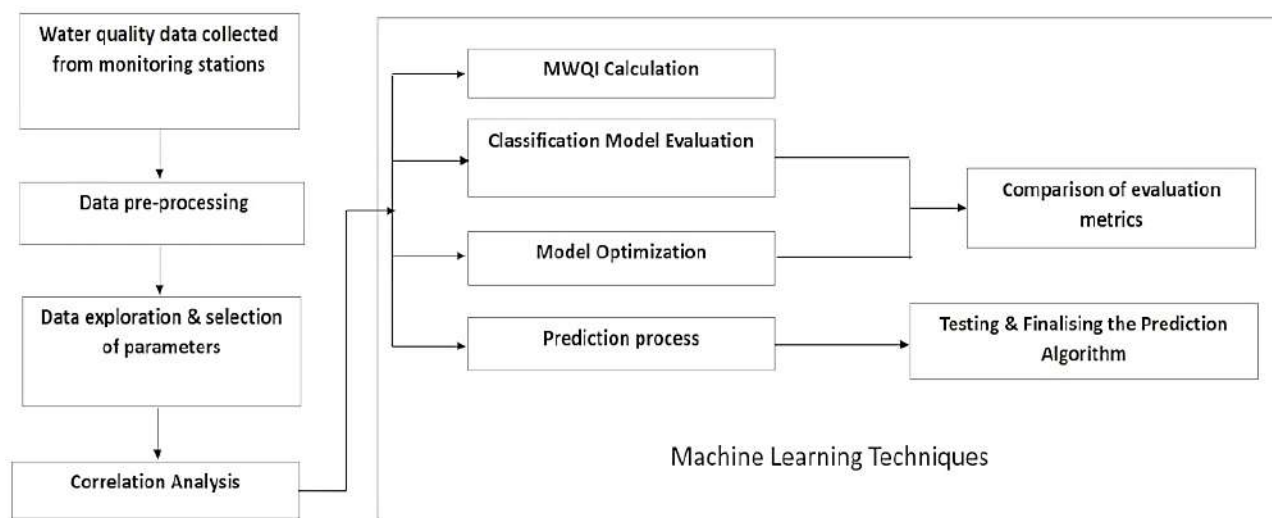 Water quality data collected
from monitoring stations
Data pre-processing
Data exploration & selection
of parameters
Correlation Analysis
MWQI Calculation
Classification Model Evaluation
Model Optimization
Prediction process
Comparison of evaluation
metrics
Testing & Finalising the Prediction
Algorithm
Machine Learning Techniques